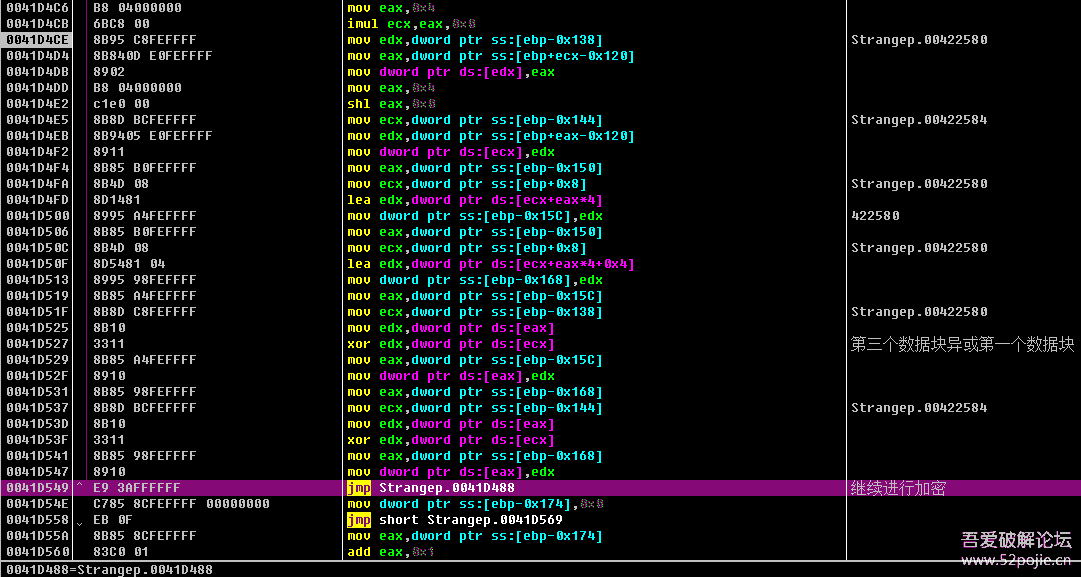 0041D4C6 B8 04000000 mov eax,0x4
0041D4CB 6BC8 00 imul ecx,eax,0x0
0041D4CE 8B95 C8FEFFFF mov edx,dword ptr ss:[ebp-0x138] Strangep.00422580
0041D4D4 8B840D E0FEFFFF mov eax,dword ptr ss:[ebp+ecx-0x120]
0041D4DB 8902 mov dword ptr ds:[edx],eax
0041D4DD B8 04000000 mov eax,0x4
0041D4E2 c1e0 00 shl eax,0x0
0041D4E5 8B8D BCFEFFFF mov ecx,dword ptr ss:[ebp-0x144] Strangep.00422584
0041D4EB 8B9405 E0FEFFFF mov edx,dword ptr ss:[ebp+eax-0x120]
0041D4F2 8911 mov dword ptr ds:[ecx],edx
0041D4F4 8B85 B0FEFFFF mov eax,dword ptr ss:[ebp-0x150]
0041D4FA 8B4D 08 mov ecx,dword ptr ss:[ebp+0x8] Strangep.00422580
0041D4FD 8D1481 lea edx,dword ptr ds:[ecx+eax*4]
0041D500 8995 A4FEFFFF mov dword ptr ss:[ebp-0x15C],edx 422580
0041D506 8B85 B0FEFFFF mov eax,dword ptr ss:[ebp-0x150]
0041D50C 8B4D 08 mov ecx,dword ptr ss:[ebp+0x8] Strangep.00422580
0041D50F 8D5481 04 lea edx,dword ptr ds:[ecx+eax*4+0x4]
0041D513 8995 98FEFFFF mov dword ptr ss:[ebp-0x168],edx
0041D519 8B85 A4FEFFFF mov eax,dword ptr ss:[ebp-0x15C]
0041D51F 8B8D C8FEFFFF mov ecx,dword ptr ss:[ebp-0x138] Strangep.00422580
0041D525 8B10 mov edx,dword ptr ds:[eax]
0041D527 3311 xor edx,dword ptr ds:[ecx] 第三个数据块异或第一个数据块
0041D529 8B85 A4FEFFFF mov eax,dword ptr ss:[ebp-0x15C]
0041D52F 8910 mov dword ptr ds:[eax],edx
0041D531 8B85 98FEFFFF mov eax,dword ptr ss:[ebp-0x168]
0041D537 8B8D BCFEFFFF mov ecx,dword ptr ss:[ebp-0x144] Strangep.00422584
0041D53D 8B10 mov edx,dword ptr ds:[eax]
0041D53F 3311 xor edx,dword ptr ds:[ecx]
0041D541 8B85 98FEFFFF mov eax,dword ptr ss:[ebp-0x168]
0041D547 8910 mov dword ptr ds:[eax],edx
0041D549 ^ E9 3AFFFFFF jmp Strangep.0041D488 继续进行加密
0041D54E C785 8CFEFFFF 00000000 mov dword ptr ss:[ebp-0x174],0x0
0041D558 EB 0F jmp short Strangep.0041D569
0041D55A 8B85 8CFEFFFF mov eax,dword ptr ss:[ebp-0x174]
0041D560 83C0 01 add eax,0x1
吾爱破解论坛
www.52pojie.cn
0041D488=Strangep.0041D488